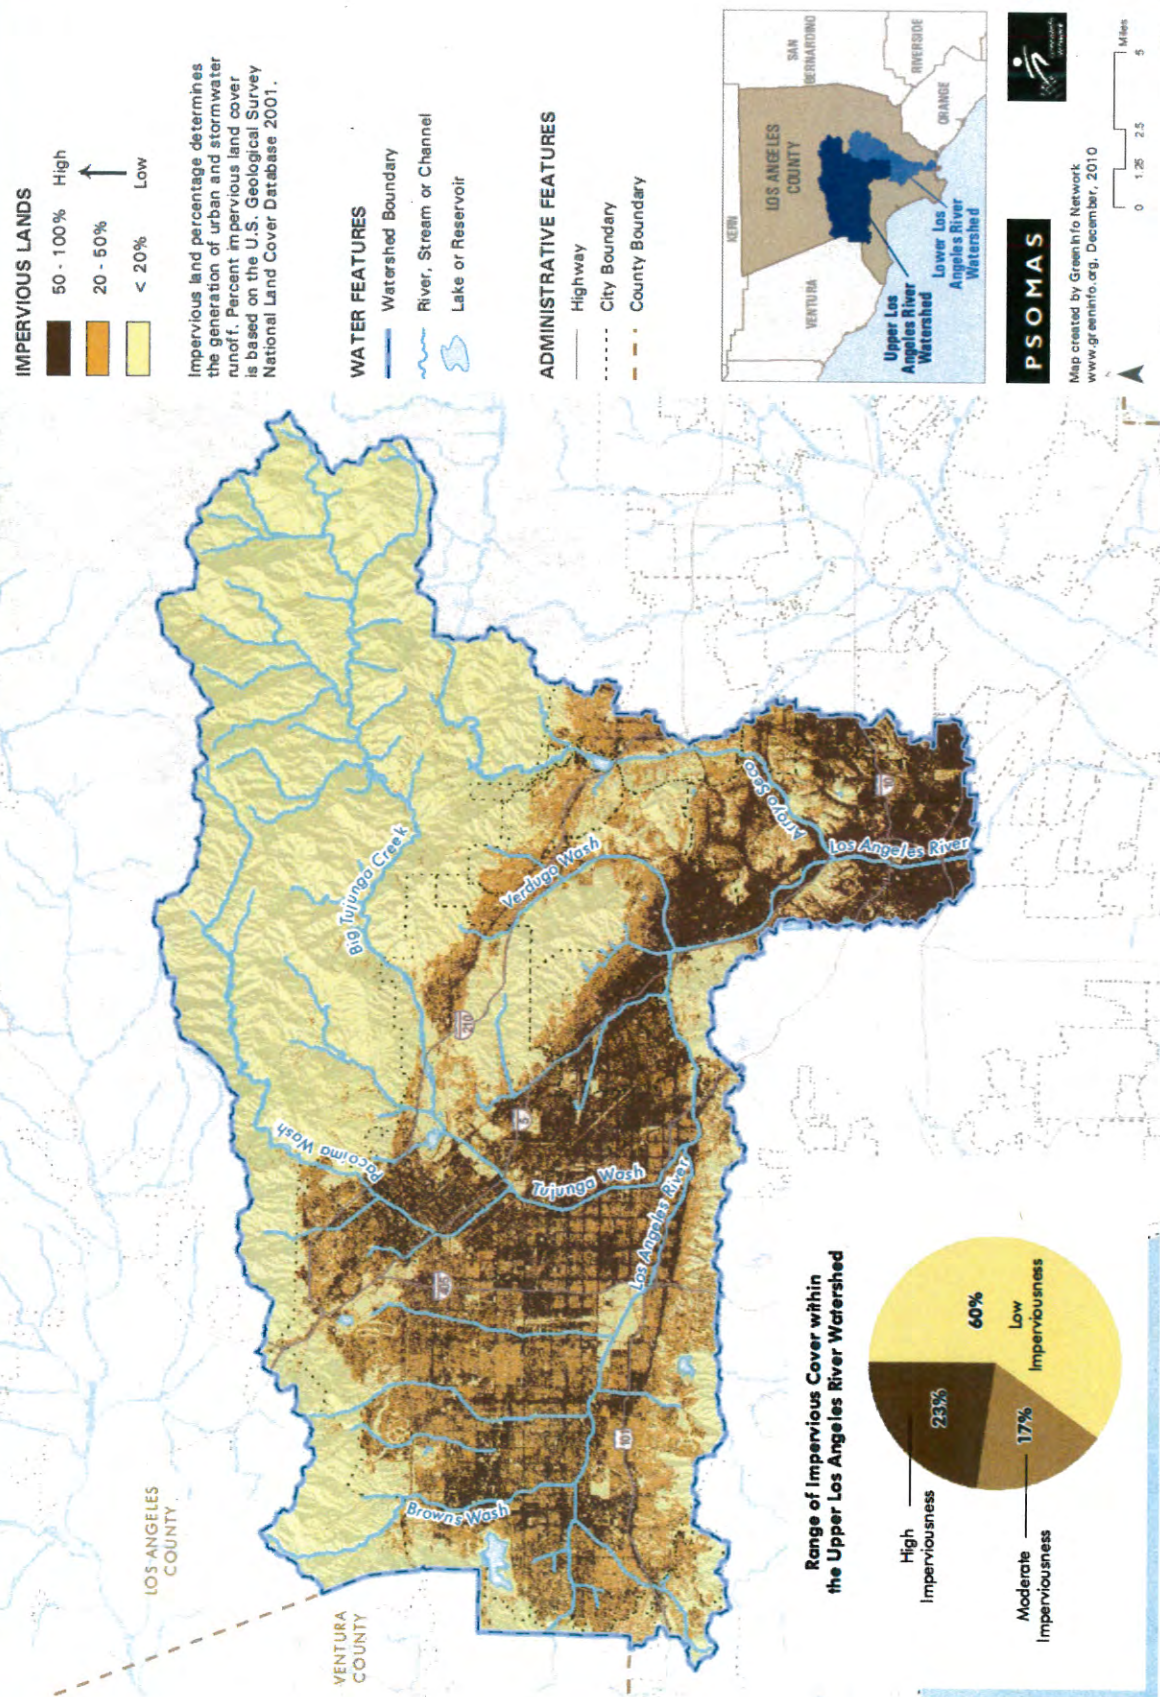 IMPERVIOUS LANDS
50 - 100% High
20 - 50%
< 20% Low
Impervious land percentage determines
the generation of urban and stormwater
runoff. Percent impervious land cover
is based on the U.S. Geological Survey
National Land Cover Database 2001.
WATER FEATURES
Watershed Boundary
River, Stream or Channel
Lake or Reservoir
ADMINISTRATIVE FEATURES
Highway
City Boundary
County Boundary
KERN
VENTURA
LOS ANGELES
COUNTY
SAN
BERNARDINO
RIVERSIDE
ORANGE
Upper Los
Angeles River
Watershed
Lower Los
Angeles River
Watershed
PSOMAS
Map created by GreenInfo Network
www.greeninfo.org, December, 2010
0 1.25 2.5 5
Miles
LOS ANGELES
COUNTY
VENTURA
COUNTY
Browns Wash
Pacoima Wash
Big Tujunga Creek
Verdugo Wash
Tujunga Wash
Los Angeles River
Arroyo Seco
Los Angeles River
405
5
210
101
10
Range of Impervious Cover within
the Upper Los Angeles River Watershed
High
Imperviousness
23%
Moderate
Imperviousness
17%
60%
Low
Imperviousness